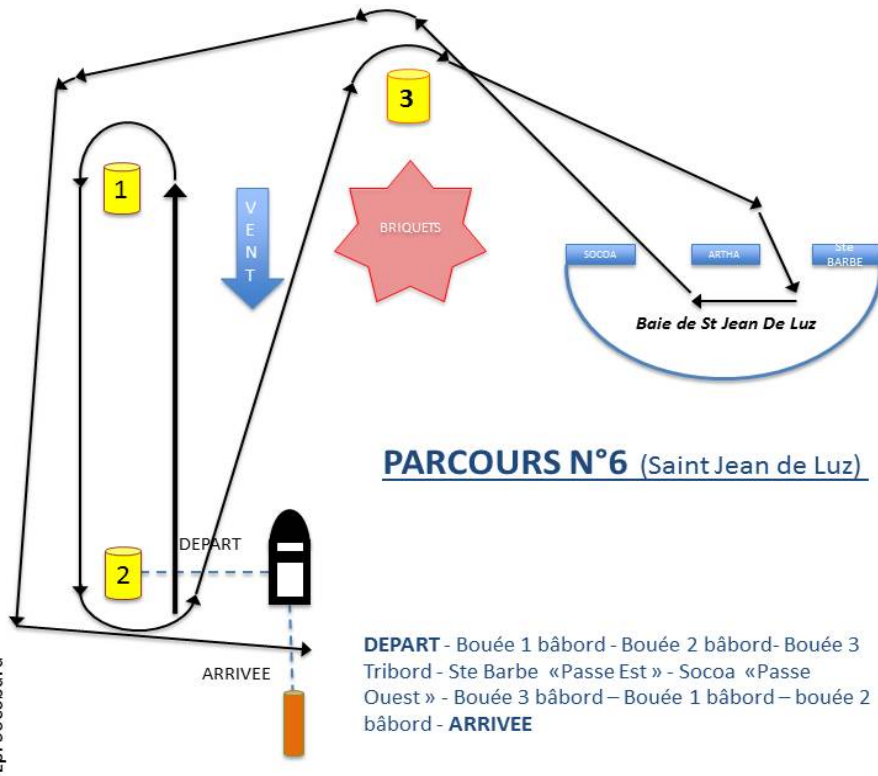 3
1
VENT
BRIQUETS
SOCOA
ARTHA
Ste
BARBE
Baie de St Jean De Luz
PARCOURS N°6 (Saint Jean de Luz)
DEPART
2
ARRIVEE
DEPART - Bouée 1 bâbord - Bouée 2 bâbord- Bouée 3
Tribord - Ste Barbe «Passe Est » - Socoa «Passe
Ouest » - Bouée 3 bâbord – Bouée 1 bâbord – bouée 2
bâbord - ARRIVEE